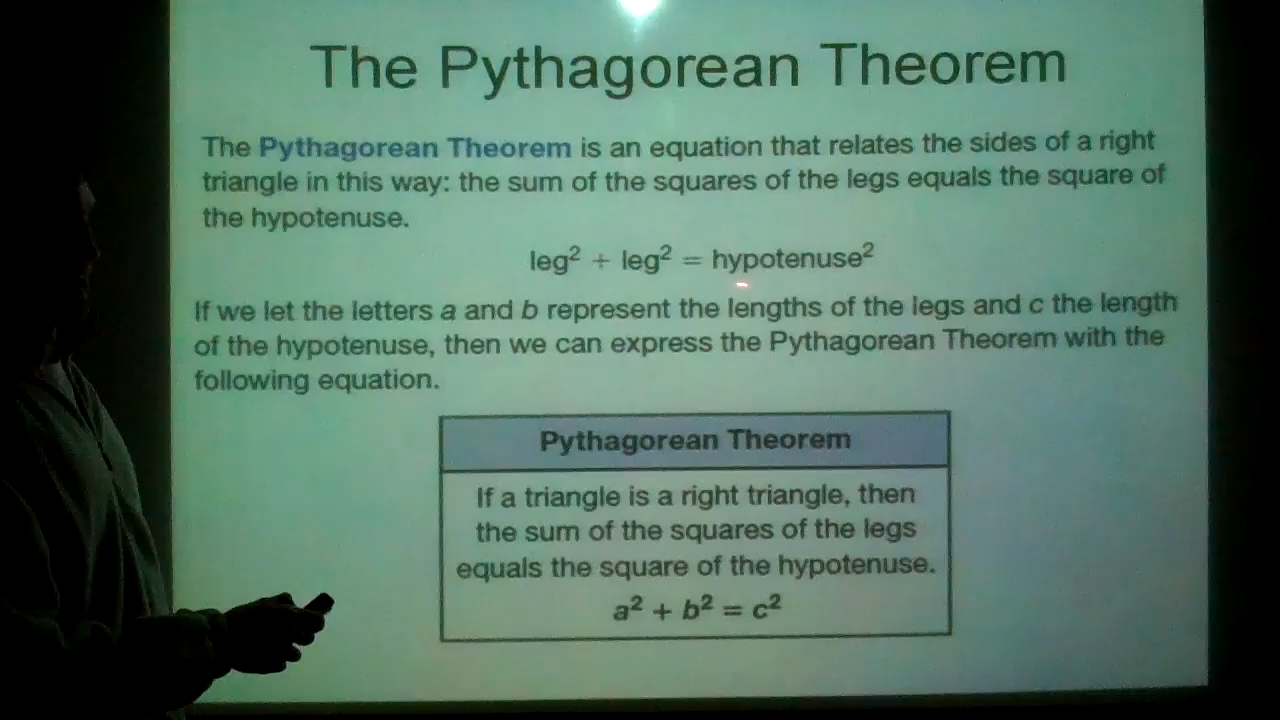 The Pythagorean Theorem
The Pythagorean Theorem is an equation that relates the sides of a right
triangle in this way: the sum of the squares of the legs equals the square of
the hypotenuse.
leg² + leg² = hypotenuse²
If we let the letters a and b represent the lengths of the legs and c the length
of the hypotenuse, then we can express the Pythagorean Theorem with the
following equation.
Pythagorean Theorem
If a triangle is a right triangle, then
the sum of the squares of the legs
equals the square of the hypotenuse.
a² + b² = c²